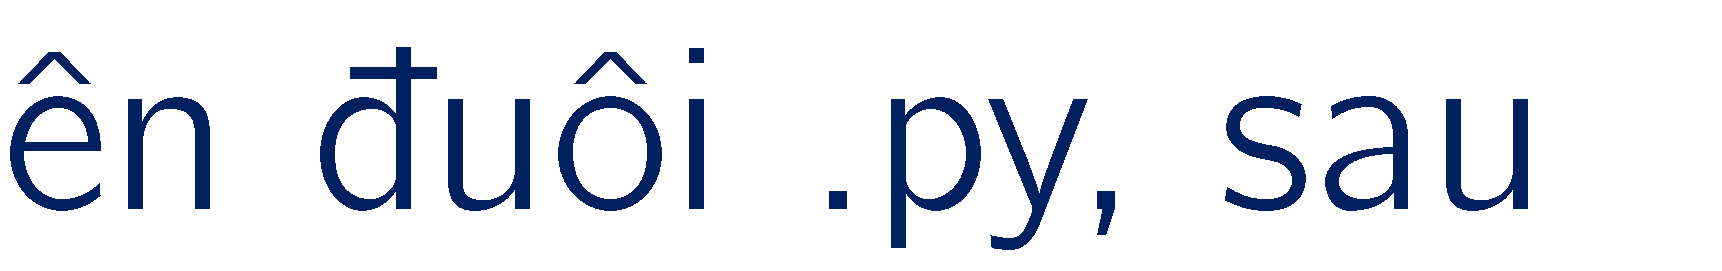 ên đuôi .py, sau